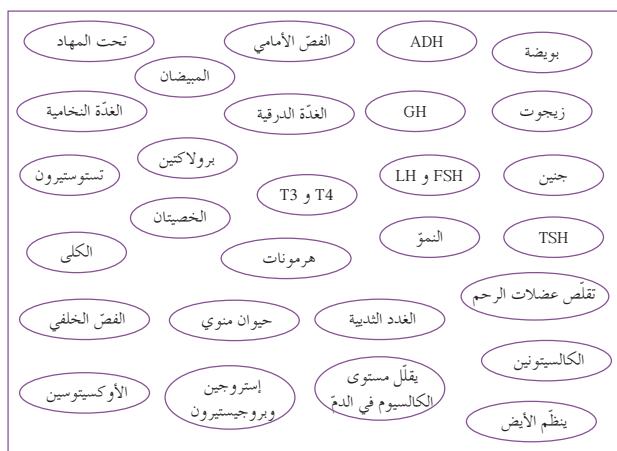 تحت المهاد
الفصّ الأمامي
ADH
بويضة
المبيضان
الغدّة النخامية
الغدّة الدرقية
GH
زيجوت
برولاكتين
تستوستيرون
T3 و T4
LH و FSH
جنين
الخصيتان
النموّ
TSH
الكلى
هرمونات
تقلّص عضلات الرحم
الفصّ الخلفي
حيوان منوي
الغدد الثديية
الكالسيتونين
الأوكسيتوسين
إستروجين
وبروجيستيرون
يقلّل مستوى
الكالسيوم في الدمّ
ينظّم الأيض